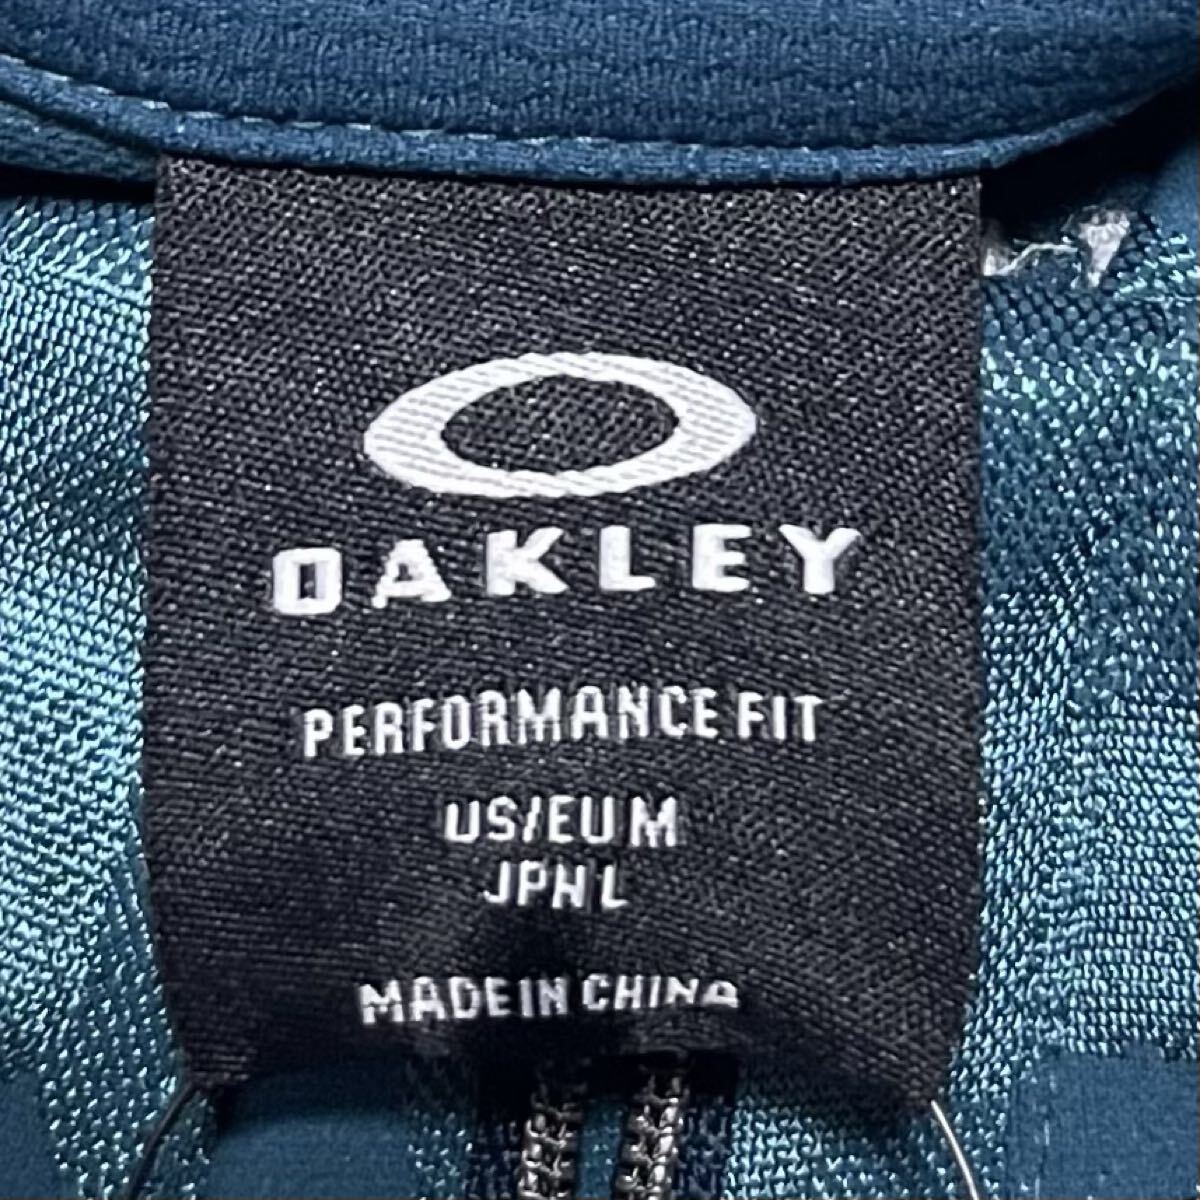 OAKLEY
PERFORMANCE FIT
US/EU M
JPN L
MADE IN CHINA